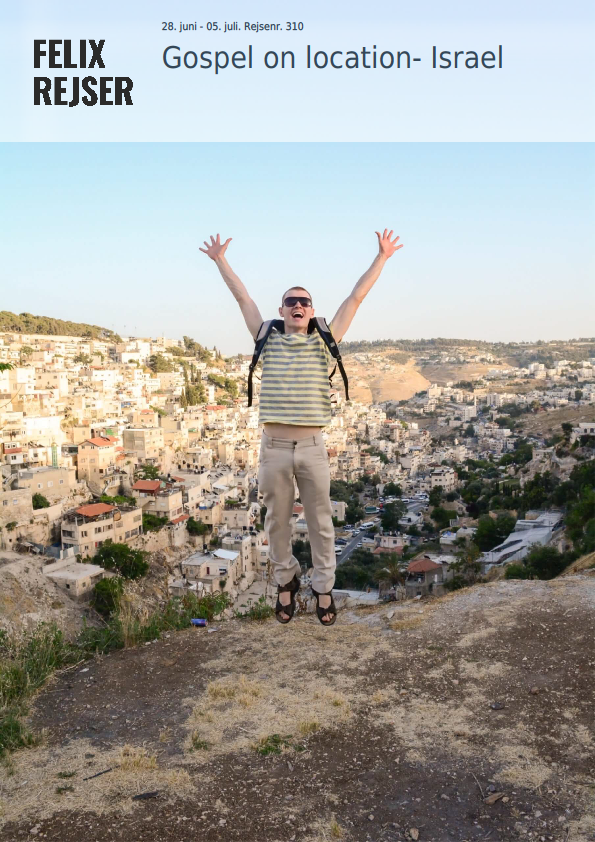 28. juni - 05. juli. Rejsenr. 310
Gospel on location- Israel
FELIX
REJSER